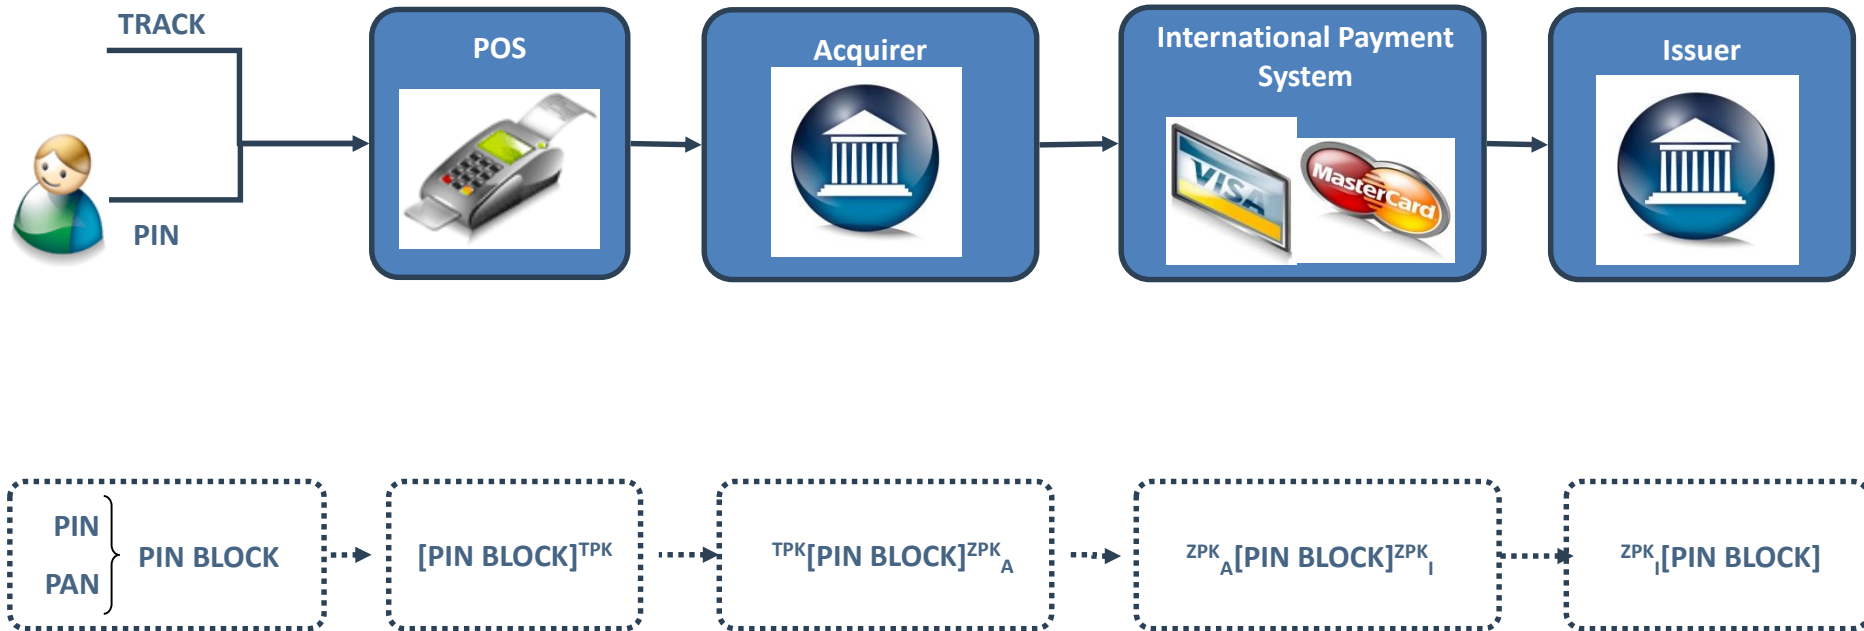 TRACK
PIN
POS
Acquirer
International Payment
System
VISA
MasterCard
Issuer
PIN
PAN
PIN BLOCK
[PIN BLOCK]TPK
TPK[PIN BLOCK]ZPKA
ZPKA[PIN BLOCK]ZPKI
ZPKI[PIN BLOCK]